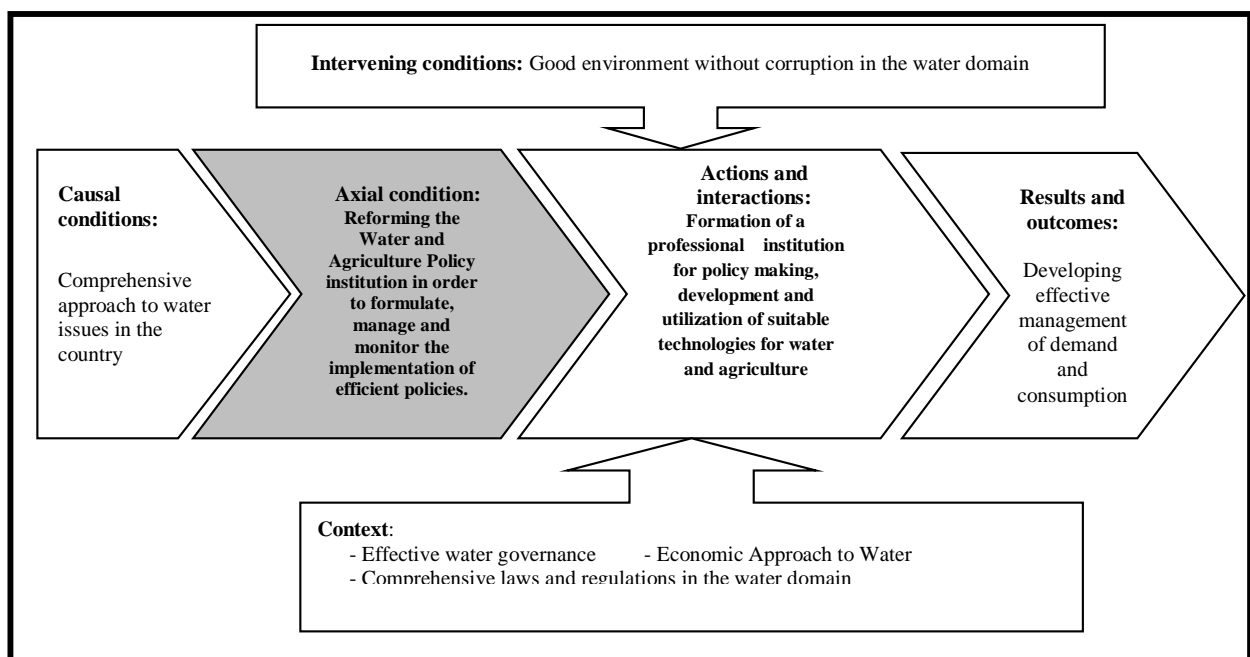 Intervening conditions: Good environment without corruption in the water domain
Causal
conditions:
Comprehensive
approach to water
issues in the
country
Axial condition:
Reforming the
Water and
Agriculture Policy
institution in order
to formulate,
manage and
monitor the
implementation of
efficient policies.
Actions and
interactions:
Formation of a
professional institution
for policy making,
development and
utilization of suitable
technologies for water
and agriculture
Results and
outcomes:
Developing
effective
management
of demand
and
consumption
Context:
- Effective water governance - Economic Approach to Water
- Comprehensive laws and regulations in the water domain